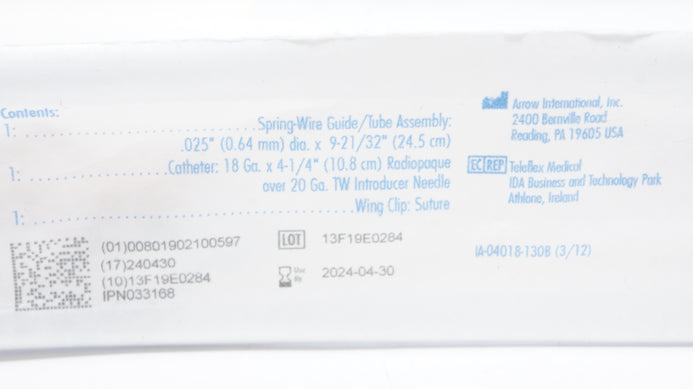 Contents:
1: ..............................Spring-Wire Guide/Tube Assembly:
.025" (0.64 mm) dia. x 9-21/32" (24.5 cm)
1: ..................Catheter: 18 Ga. x 4-1/4" (10.8 cm) Radiopaque
over 20 Ga. TW Introducer Needle
1: ..........................................Wing Clip: Suture
Arrow International, Inc.
2400 Bernville Road
Reading, PA 19605 USA
EC REP Teleflex Medical
IDA Business and Technology Park
Athlone, Ireland
IA-04018-130B (3/12)
(01)00801902100597
(17)240430
(10)13F19E0284
IPN033168
LOT 13F19E0284
Use By 2024-04-30